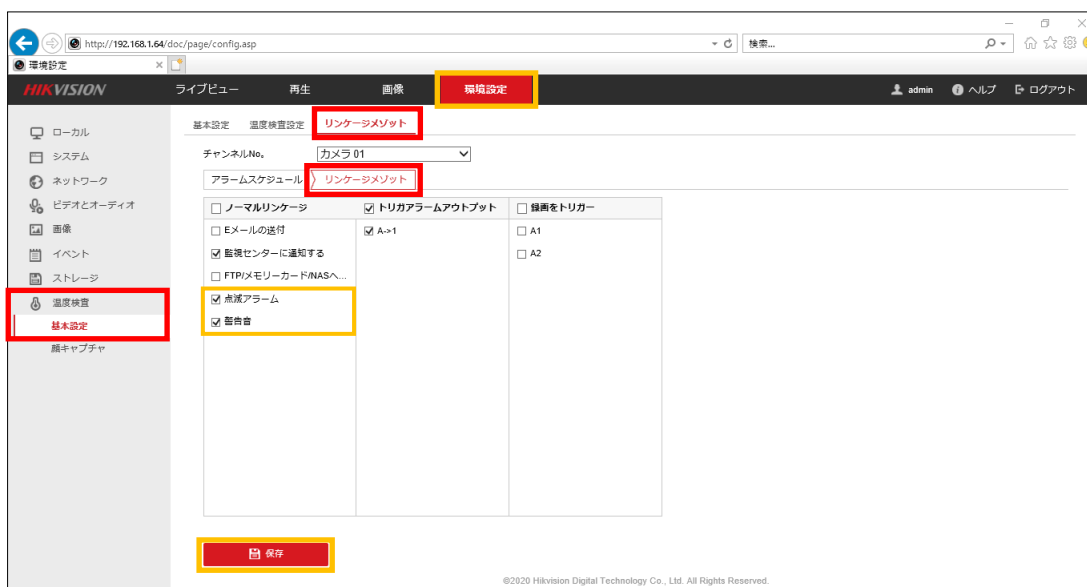 http://192.168.1.64/doc/page/config.asp
検索...
環境設定
HIKVISION ライブビュー 再生 画像 環境設定 admin ヘルプ ログアウト
ローカル
システム
ネットワーク
ビデオとオーディオ
画像
イベント
ストレージ
温度検査
基本設定
顔キャプチャ
基本設定 温度検査設定 リンケージメソット
チャンネルNo。 カメラ 01
アラームスケジュール リンケージメソット
ノーマルリンケージ トリガアラームアウトプット 録画をトリガー
Eメールの送付 A->1 A1
監視センターに通知する A2
FTP/メモリーカード/NASへ...
点滅アラーム
警告音
保存
©2020 Hikvision Digital Technology Co., Ltd. All Rights Reserved.